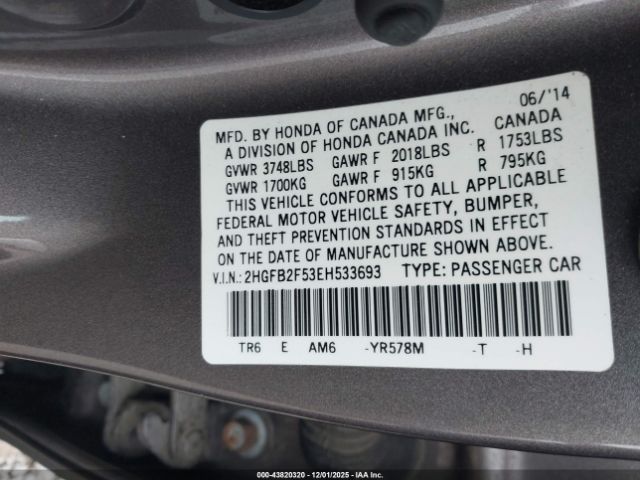 06/'14
MFD. BY HONDA OF CANADA MFG., CANADA
A DIVISION OF HONDA CANADA INC.
GVWR 3748LBS GAWR F 2018LBS R 1753LBS
GVWR 1700KG GAWR F 915KG R 795KG
THIS VEHICLE CONFORMS TO ALL APPLICABLE
FEDERAL MOTOR VEHICLE SAFETY, BUMPER,
AND THEFT PREVENTION STANDARDS IN EFFECT
ON THE DATE OF MANUFACTURE SHOWN ABOVE.
V.I.N.: 2HGFB2F53EH533693 TYPE: PASSENGER CAR
TR6 E AM6 -YR578M -T -H
000-43820320 - 12/01/2025 - IAA Inc.